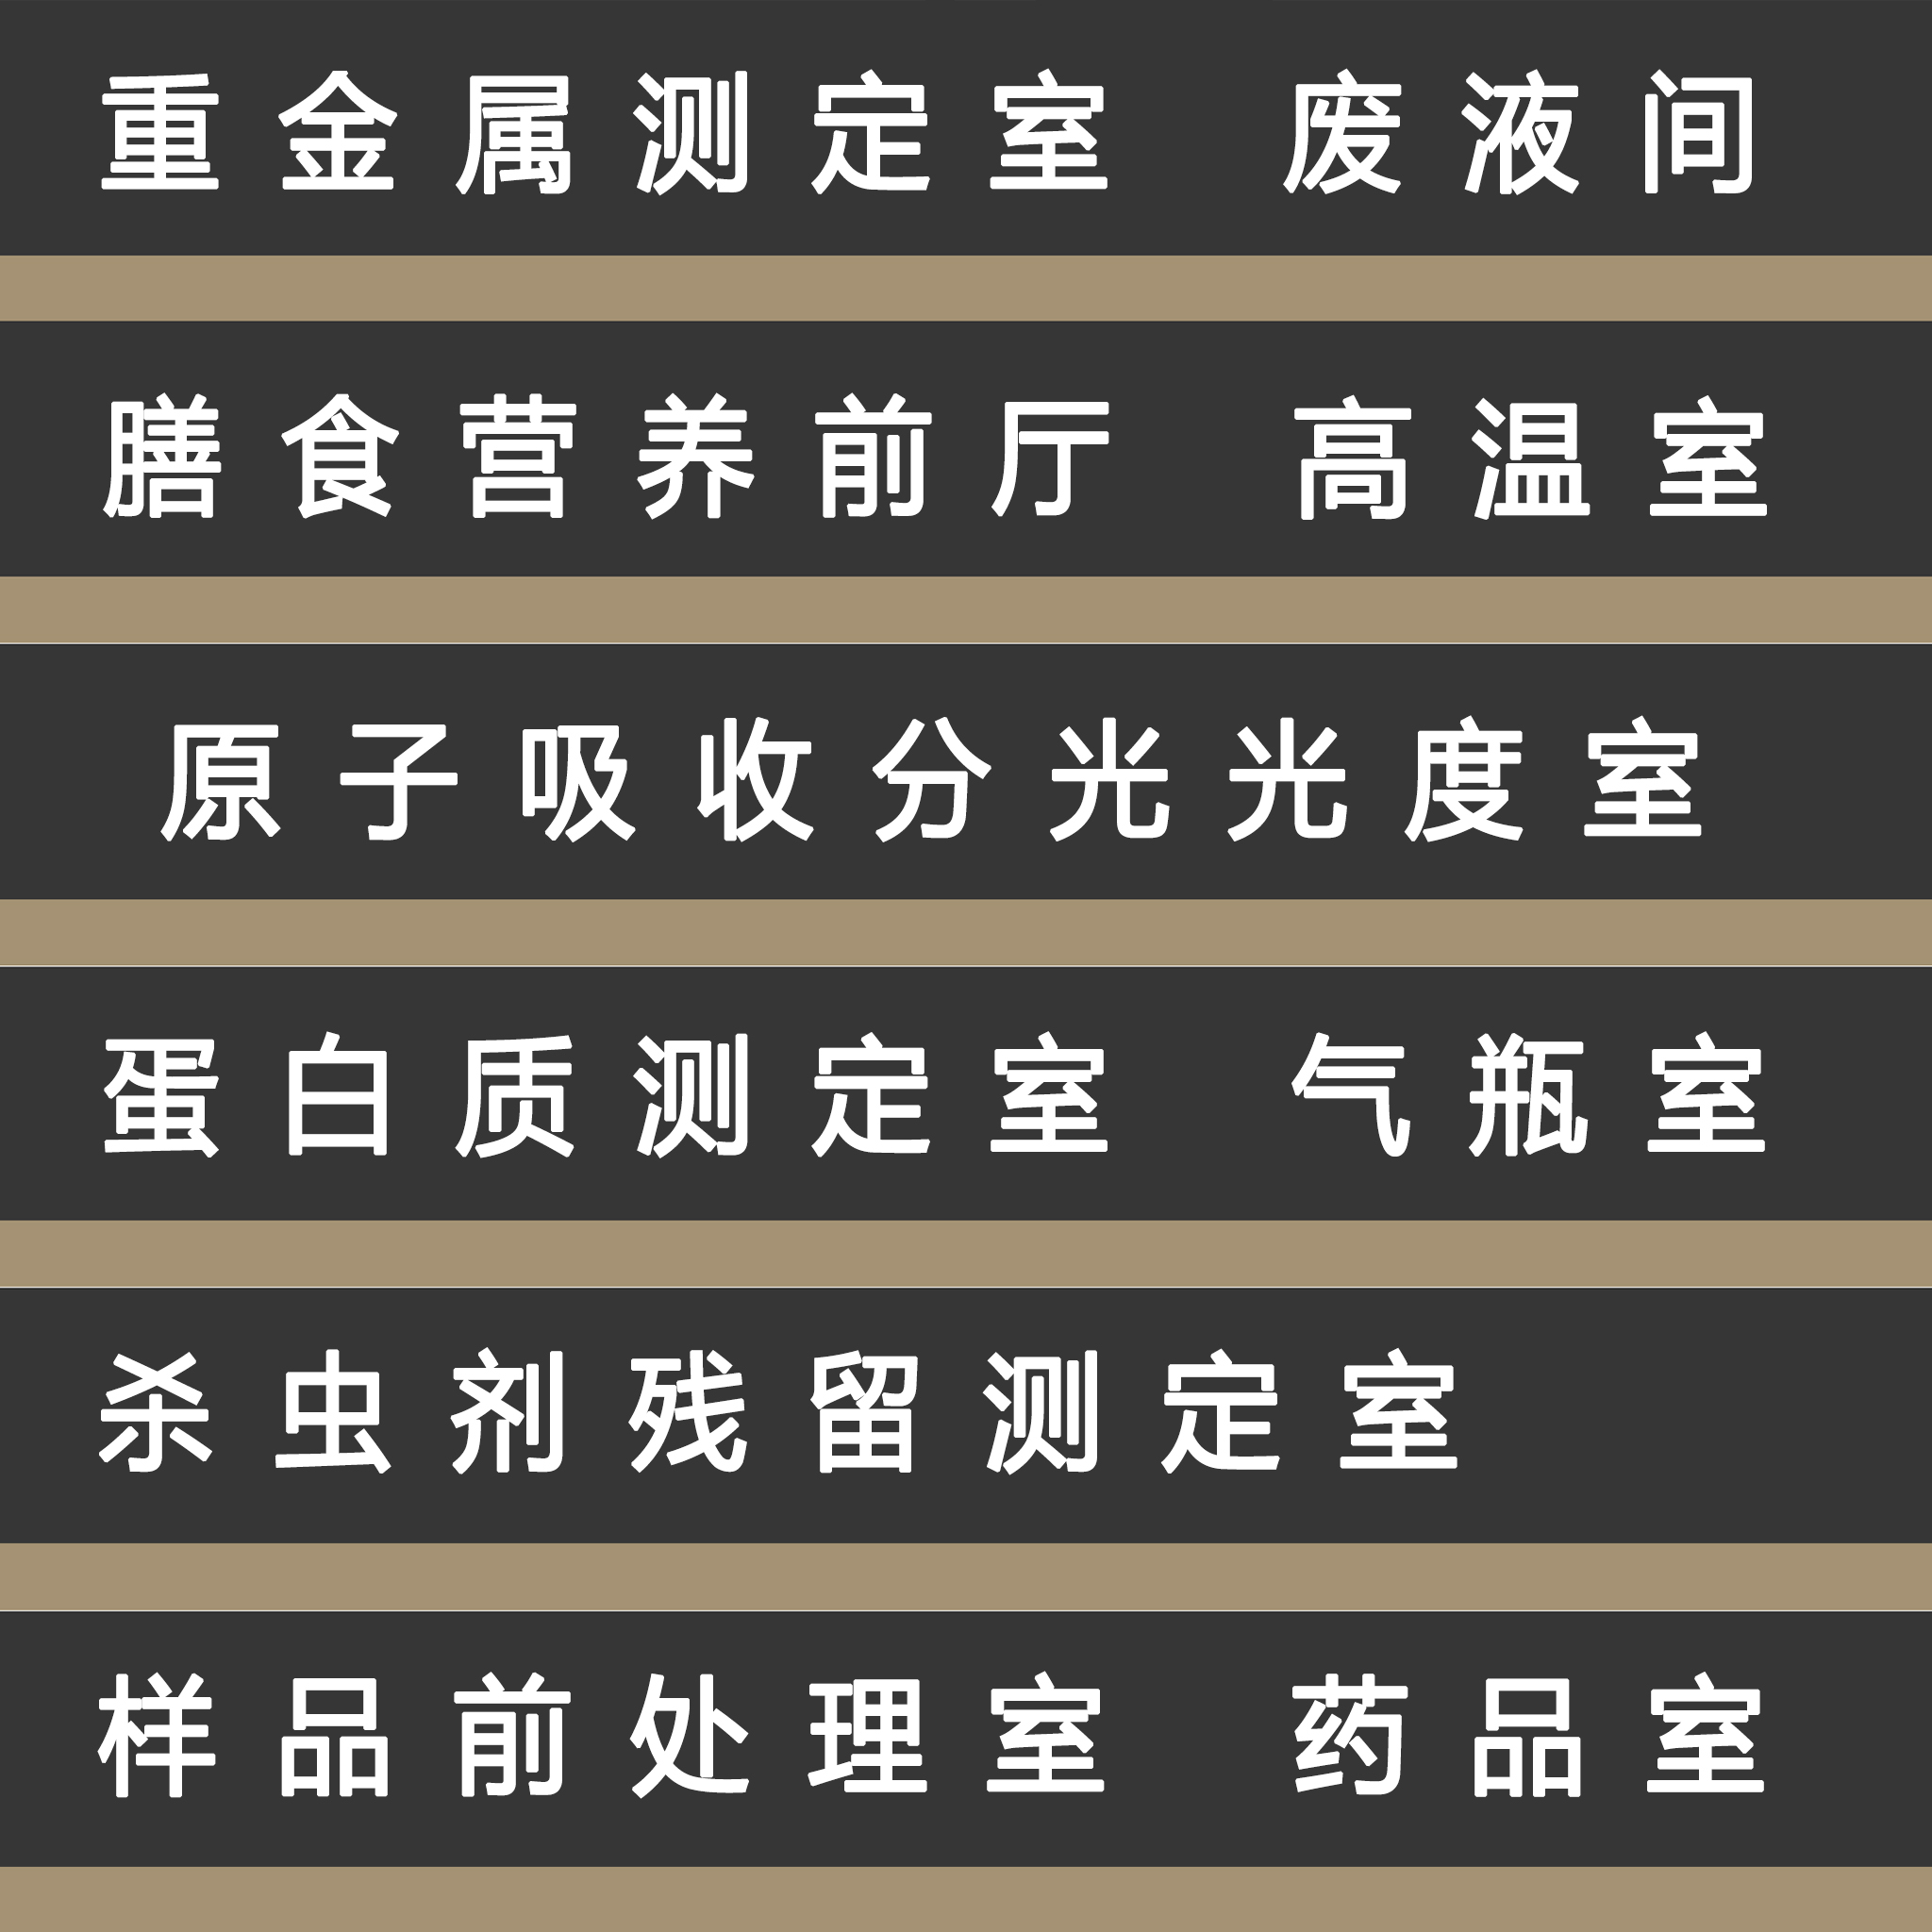 重金属测定室 废液间
膳食营养前厅 高温室
原子吸收分光光度室
蛋白质测定室 气瓶室
杀虫剂残留测定室
样品前处理室 药品室